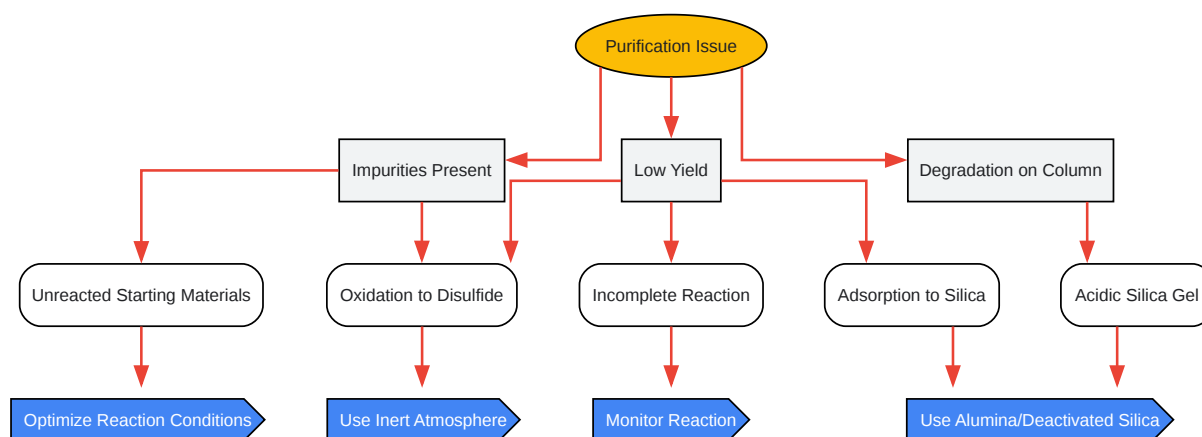 Purification Issue
Impurities Present
Low Yield
Degradation on Column
Unreacted Starting Materials
Oxidation to Disulfide
Incomplete Reaction
Adsorption to Silica
Acidic Silica Gel
Optimize Reaction Conditions
Use Inert Atmosphere
Monitor Reaction
Use Alumina/Deactivated Silica